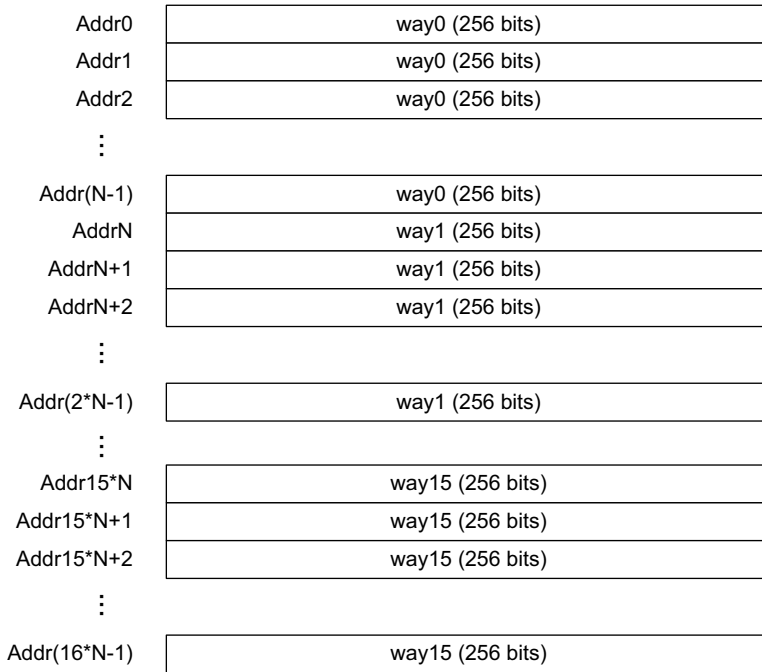 Addr0 way0 (256 bits)
Addr1 way0 (256 bits)
Addr2 way0 (256 bits)
⋮
Addr(N-1) way0 (256 bits)
AddrN way1 (256 bits)
AddrN+1 way1 (256 bits)
AddrN+2 way1 (256 bits)
⋮
Addr(2*N-1) way1 (256 bits)
⋮
Addr15*N way15 (256 bits)
Addr15*N+1 way15 (256 bits)
Addr15*N+2 way15 (256 bits)
⋮
Addr(16*N-1) way15 (256 bits)